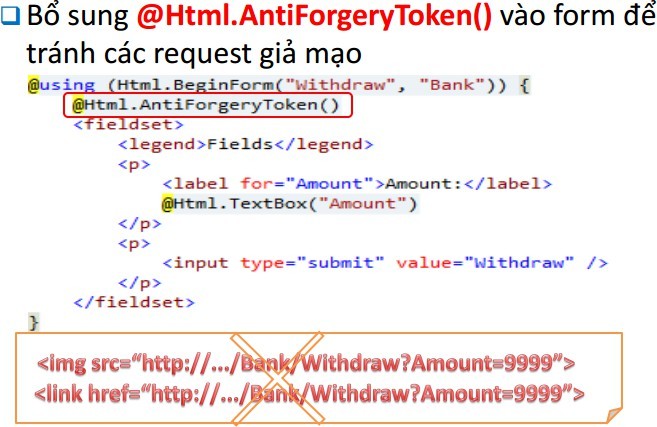 ❑ Bổ sung @Html.AntiForgeryToken() vào form để
tránh các request giả mạo
@using (Html.BeginForm("Withdraw", "Bank")) {
@Html.AntiForgeryToken()
<fieldset>
<legend>Fields</legend>
<p>
<label for="Amount">Amount:</label>
@Html.TextBox("Amount")
</p>
<p>
<input type="submit" value="Withdraw" />
</p>
</fieldset>
}
<img src=“http://.../Bank/Withdraw?Amount=9999”>
<link href=“http://.../Bank/Withdraw?Amount=9999”>